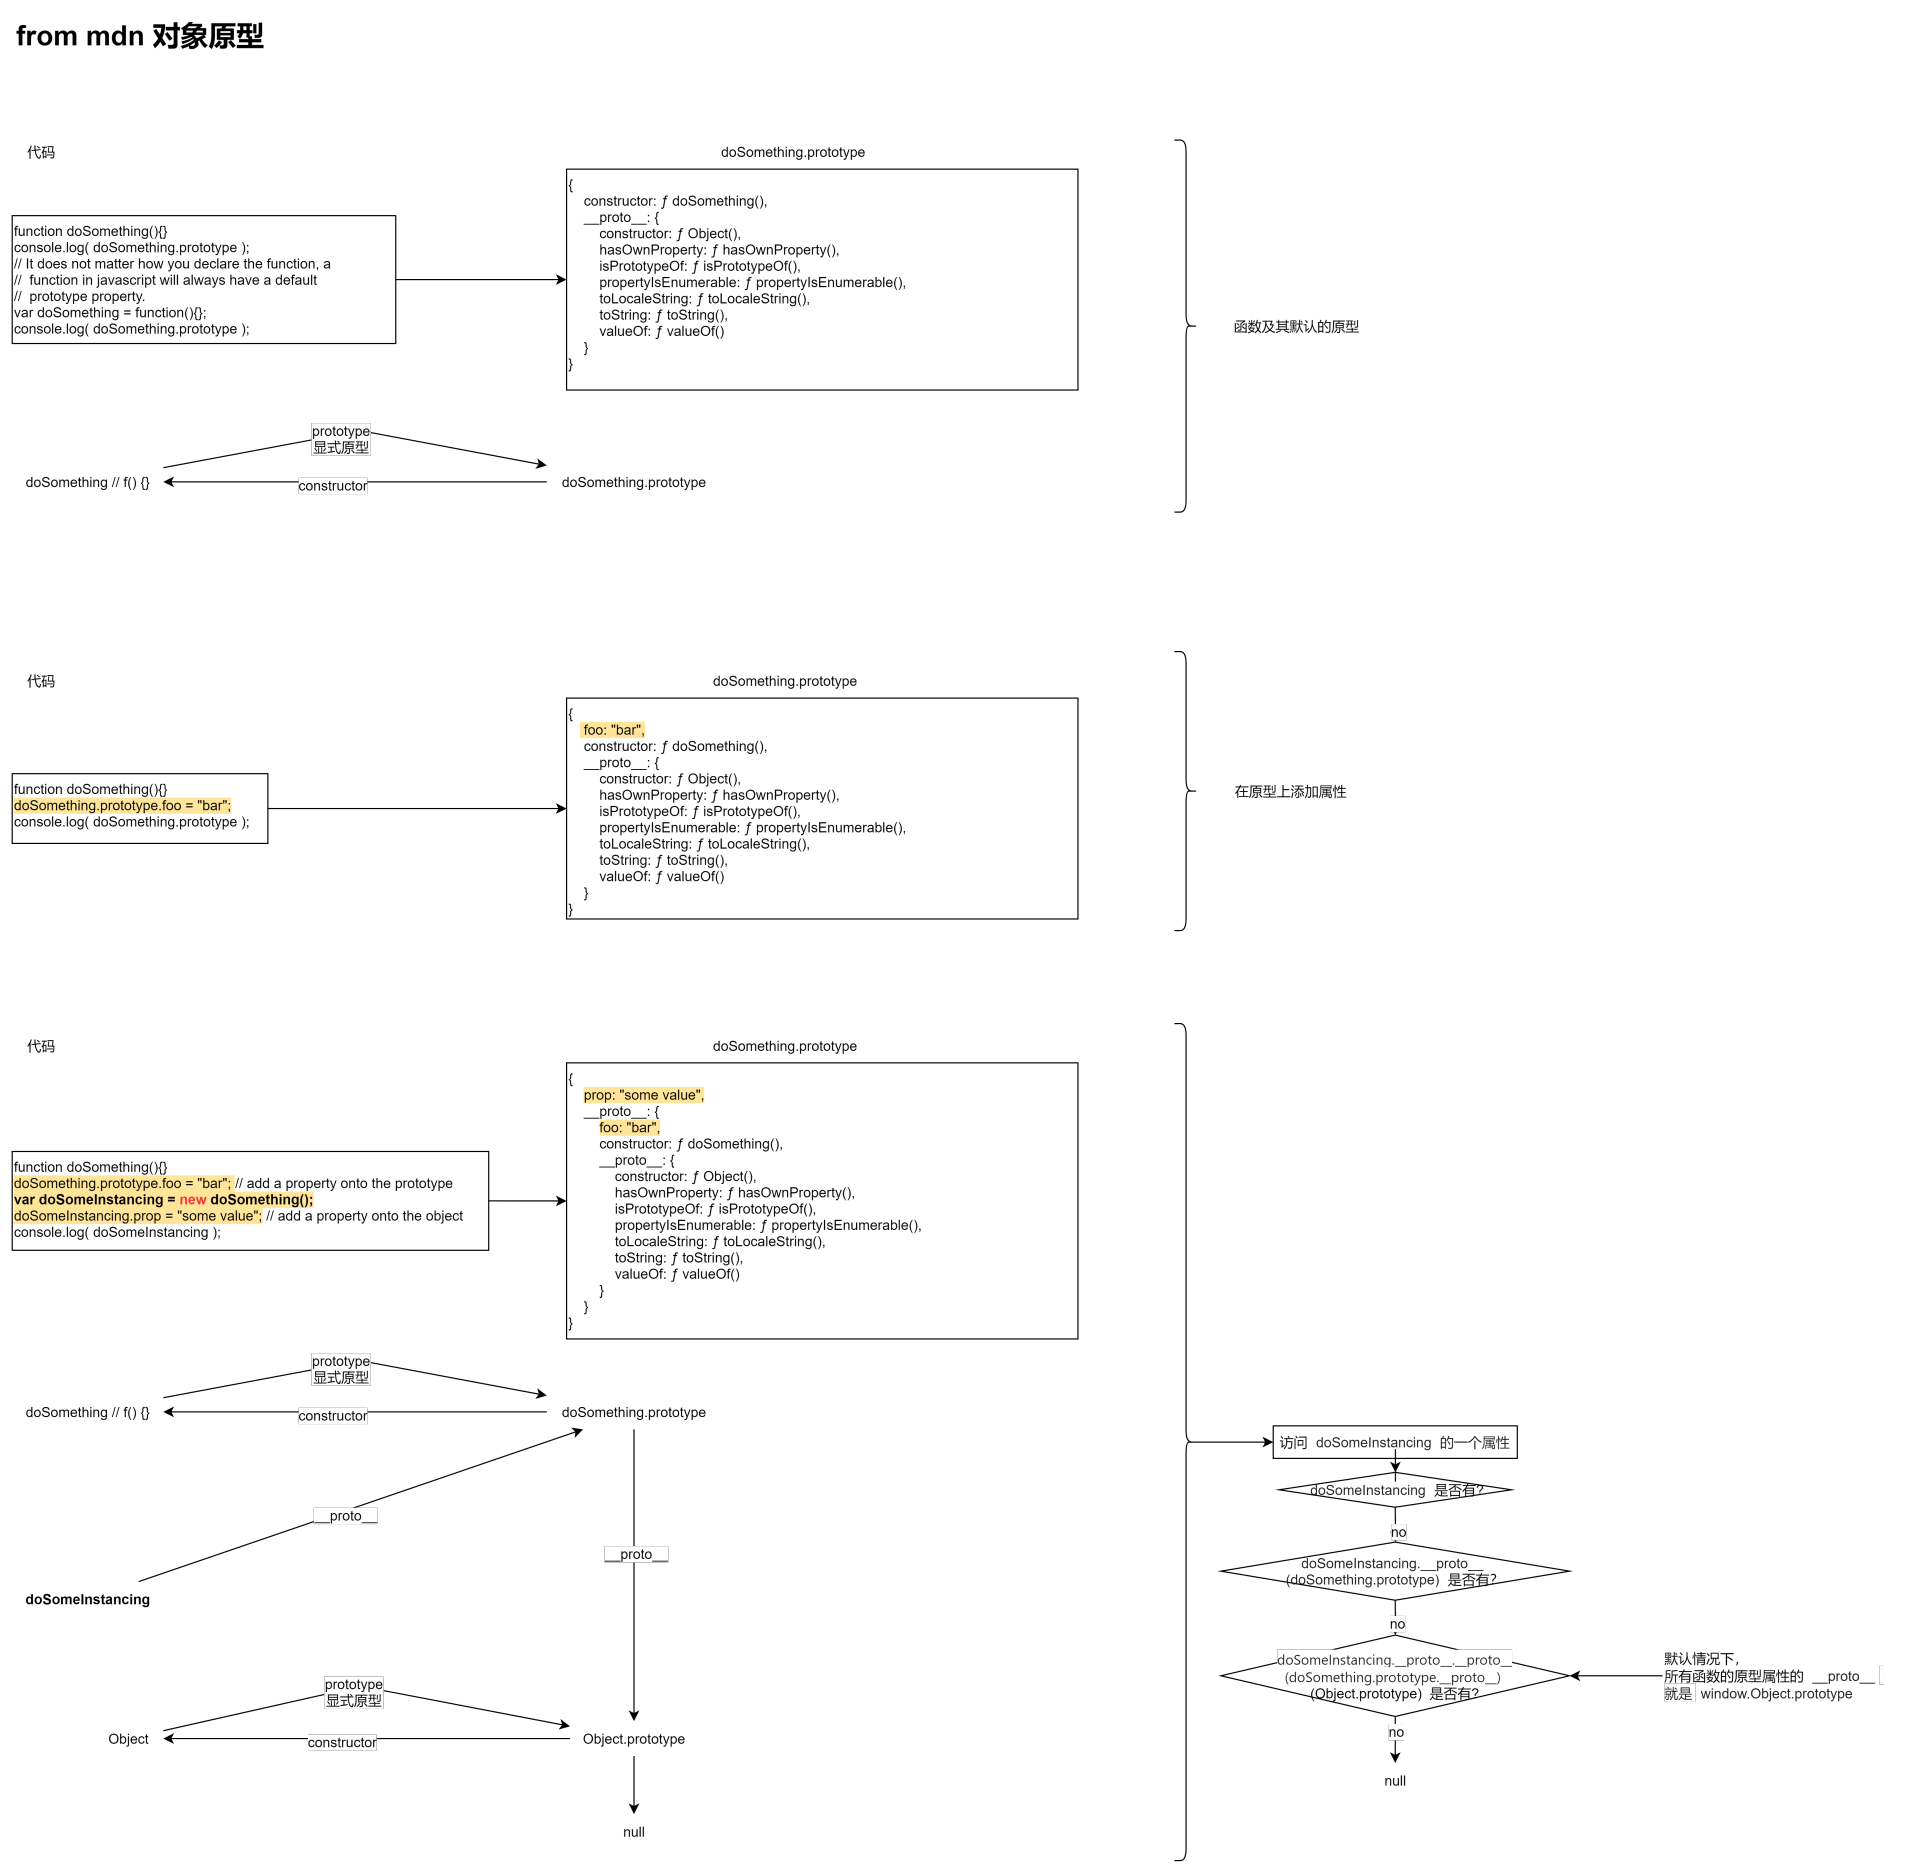 from mdn 对象原型
代码
doSomething.prototype
function doSomething(){}
console.log( doSomething.prototype );
// It does not matter how you declare the function, a
//  function in javascript will always have a default
//  prototype property.
var doSomething = function(){};
console.log( doSomething.prototype );
{
constructor: ƒ doSomething(),
__proto__: {
constructor: ƒ Object(),
hasOwnProperty: ƒ hasOwnProperty(),
isPrototypeOf: ƒ isPrototypeOf(),
propertyIsEnumerable: ƒ propertyIsEnumerable(),
toLocaleString: ƒ toLocaleString(),
toString: ƒ toString(),
valueOf: ƒ valueOf()
}
}
函数及其默认的原型
prototype
显式原型
doSomething // f() {}
constructor
doSomething.prototype
代码
doSomething.prototype
function doSomething(){}
doSomething.prototype.foo = "bar";
console.log( doSomething.prototype );
{
foo: "bar",
constructor: ƒ doSomething(),
__proto__: {
constructor: ƒ Object(),
hasOwnProperty: ƒ hasOwnProperty(),
isPrototypeOf: ƒ isPrototypeOf(),
propertyIsEnumerable: ƒ propertyIsEnumerable(),
toLocaleString: ƒ toLocaleString(),
toString: ƒ toString(),
valueOf: ƒ valueOf()
}
}
在原型上添加属性
代码
doSomething.prototype
function doSomething(){}
doSomething.prototype.foo = "bar"; // add a property onto the prototype
var doSomeInstancing = new doSomething();
doSomeInstancing.prop = "some value"; // add a property onto the object
console.log( doSomeInstancing );
{
prop: "some value",
__proto__: {
foo: "bar",
constructor: ƒ doSomething(),
__proto__: {
constructor: ƒ Object(),
hasOwnProperty: ƒ hasOwnProperty(),
isPrototypeOf: ƒ isPrototypeOf(),
propertyIsEnumerable: ƒ propertyIsEnumerable(),
toLocaleString: ƒ toLocaleString(),
toString: ƒ toString(),
valueOf: ƒ valueOf()
}
}
}
prototype
显式原型
doSomething // f() {}
constructor
doSomething.prototype
__proto__
__proto__
doSomeInstancing
prototype
显式原型
Object
constructor
Object.prototype
null
访问 doSomeInstancing 的一个属性
doSomeInstancing 是否有?
no
doSomeInstancing.__proto__
(doSomething.prototype) 是否有?
no
doSomeInstancing.__proto__.__proto__
(doSomething.prototype.__proto__)
(Object.prototype) 是否有?
no
null
默认情况下，
所有函数的原型属性的 __proto__
就是 window.Object.prototype